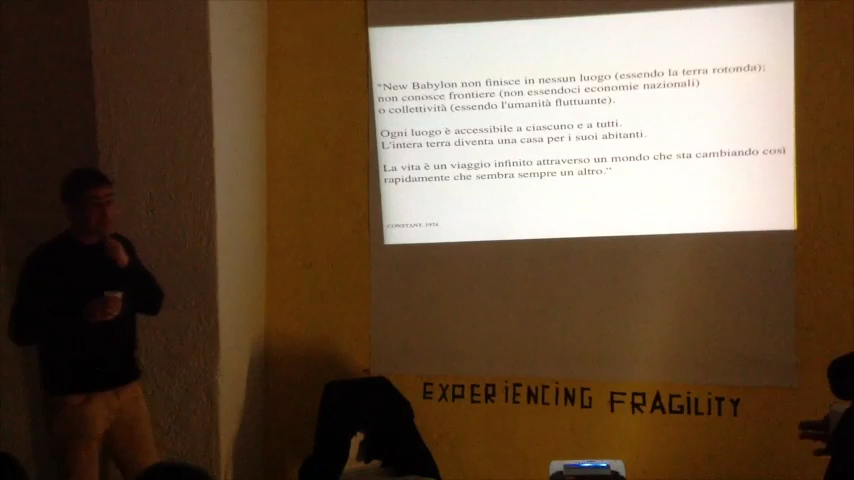 “New Babylon non finisce in nessun luogo (essendo la terra rotonda);
non conosce frontiere (non essendoci economie nazionali)
o collettività (essendo l'umanità fluttuante).
Ogni luogo è accessibile a ciascuno e a tutti.
L'intera terra diventa una casa per i suoi abitanti.
La vita è un viaggio infinito attraverso un mondo che sta cambiando così
rapidamente che sembra sempre un altro.”
CONSTANT, 1974
EXPERIENCING FRAGILITY